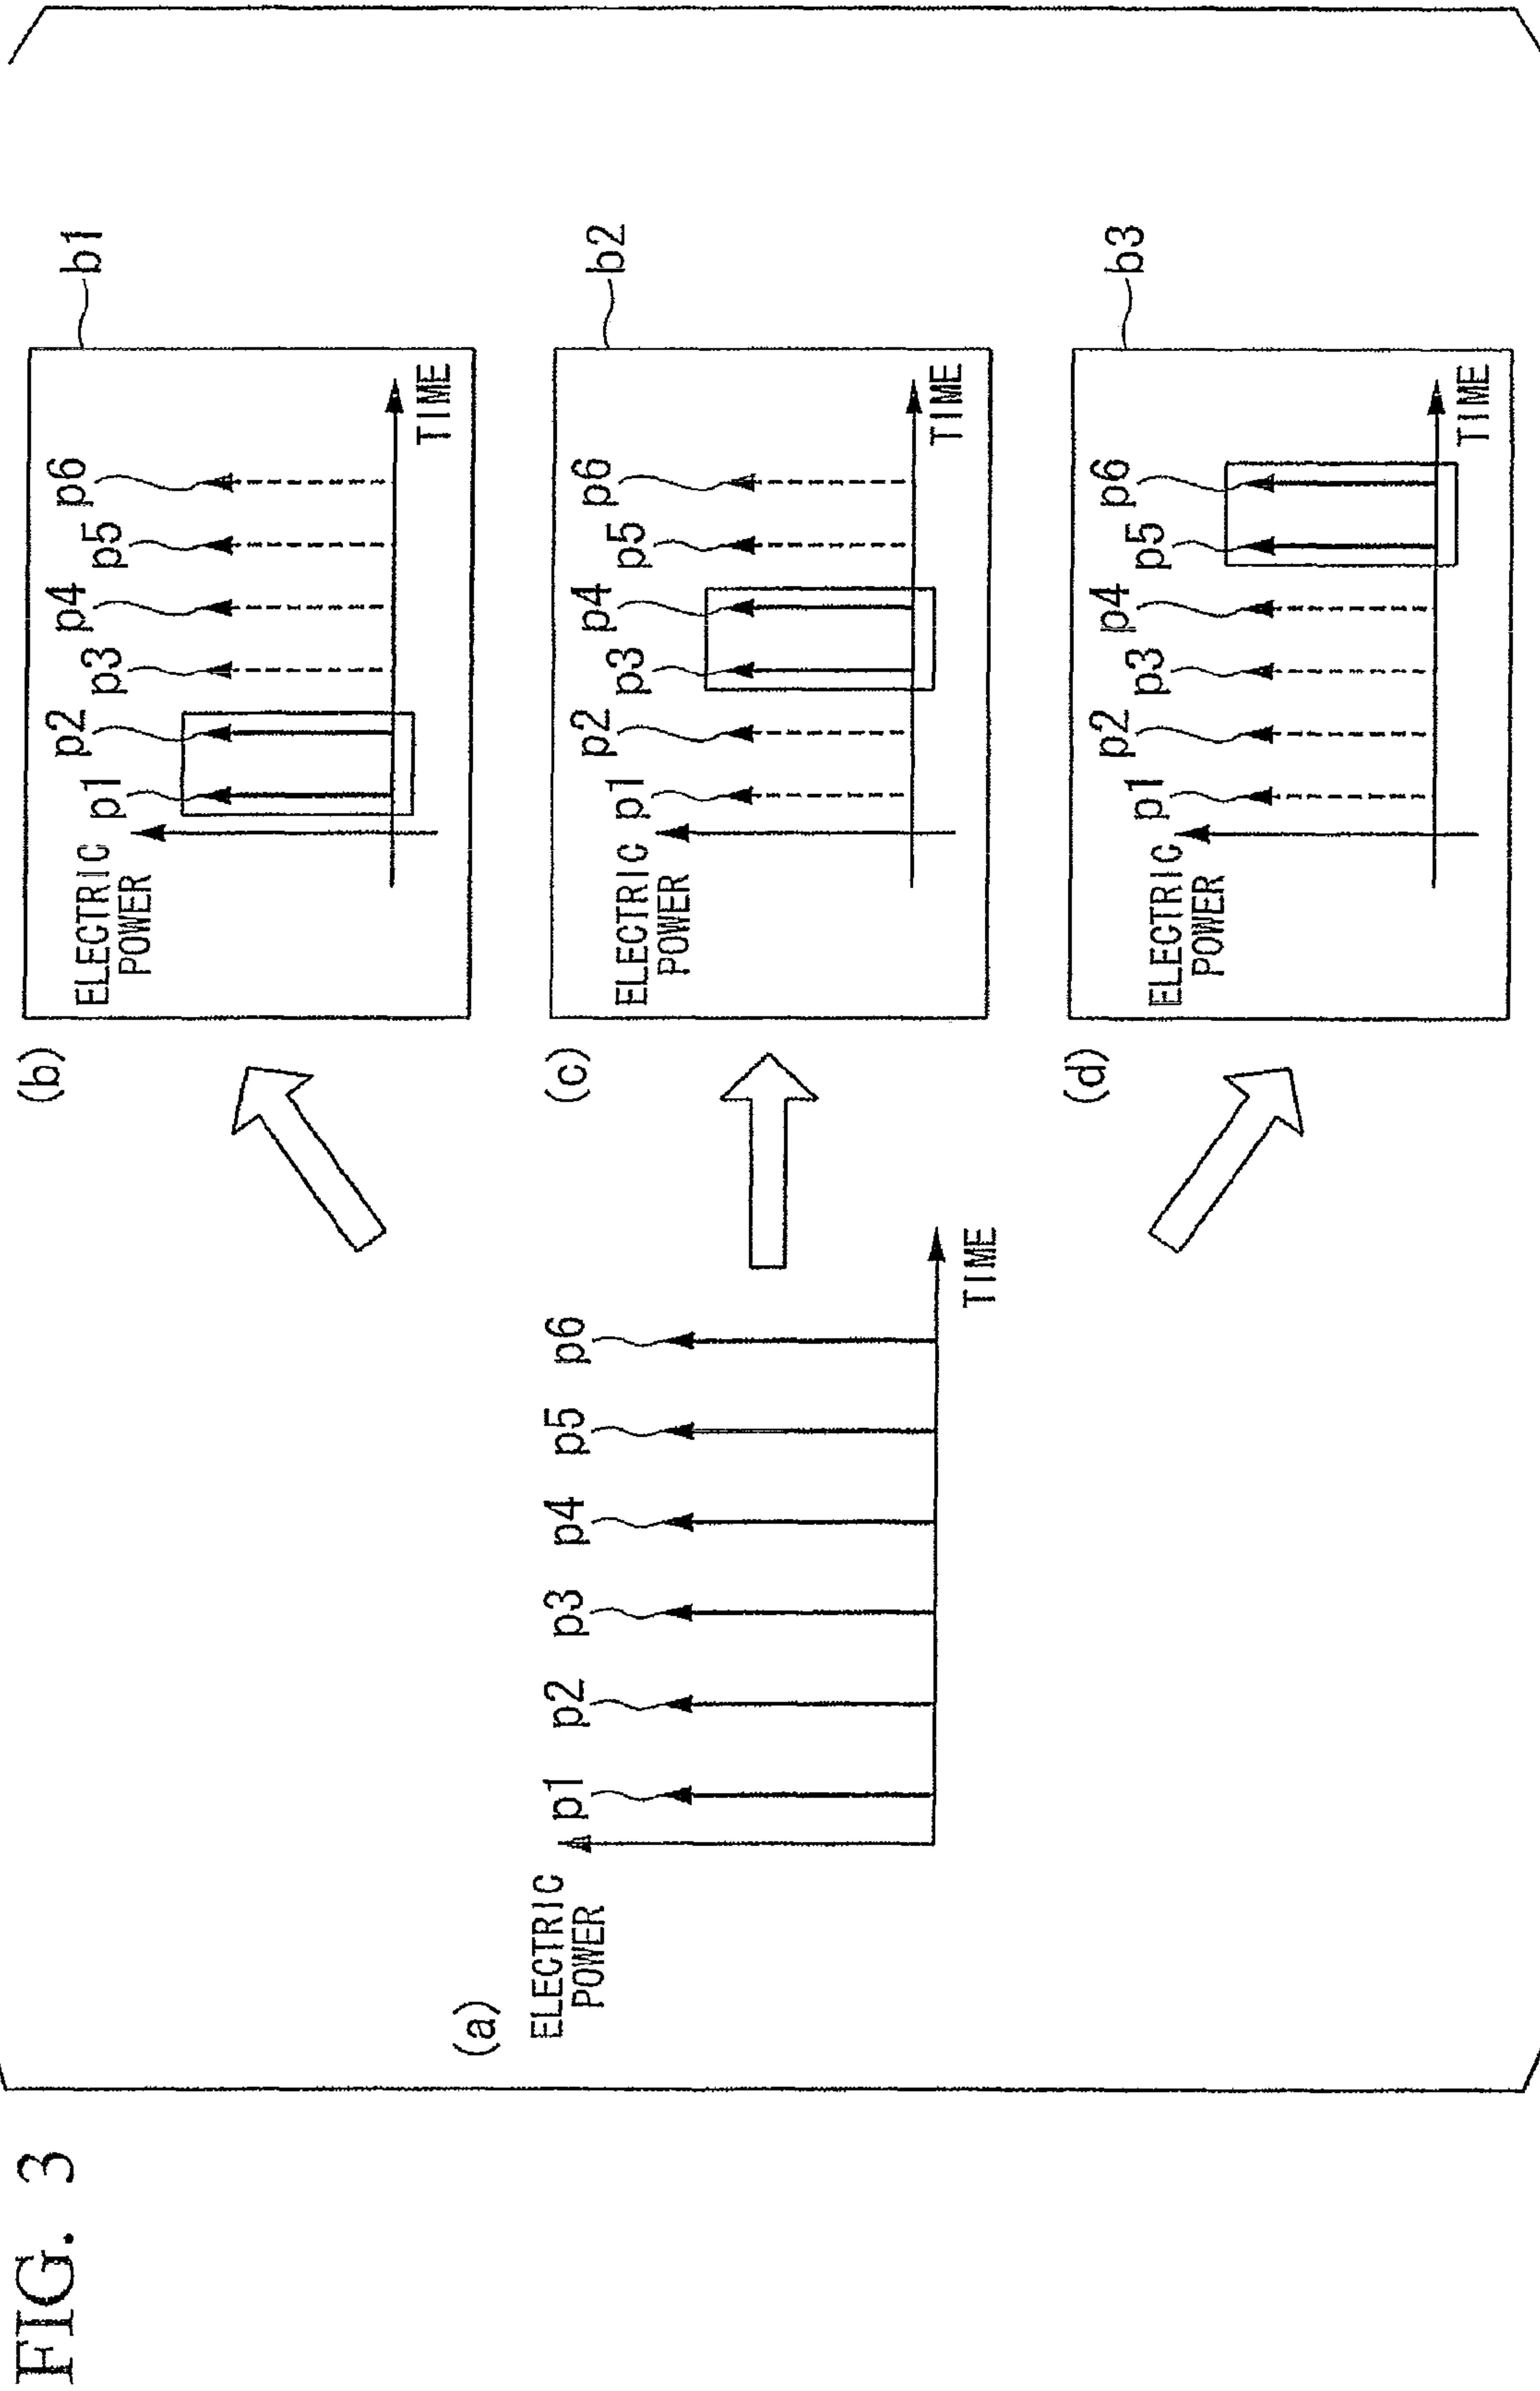 FIG. 3
(a)
ELECTRIC
POWER
p1 p2 p3 p4 p5 p6
TIME
(b)
ELECTRIC
POWER
p1 p2 p3 p4 p5 p6
TIME
b1
(c)
ELECTRIC
POWER
p1 p2 p3 p4 p5 p6
TIME
b2
(d)
ELECTRIC
POWER
p1 p2 p3 p4 p5 p6
TIME
b3